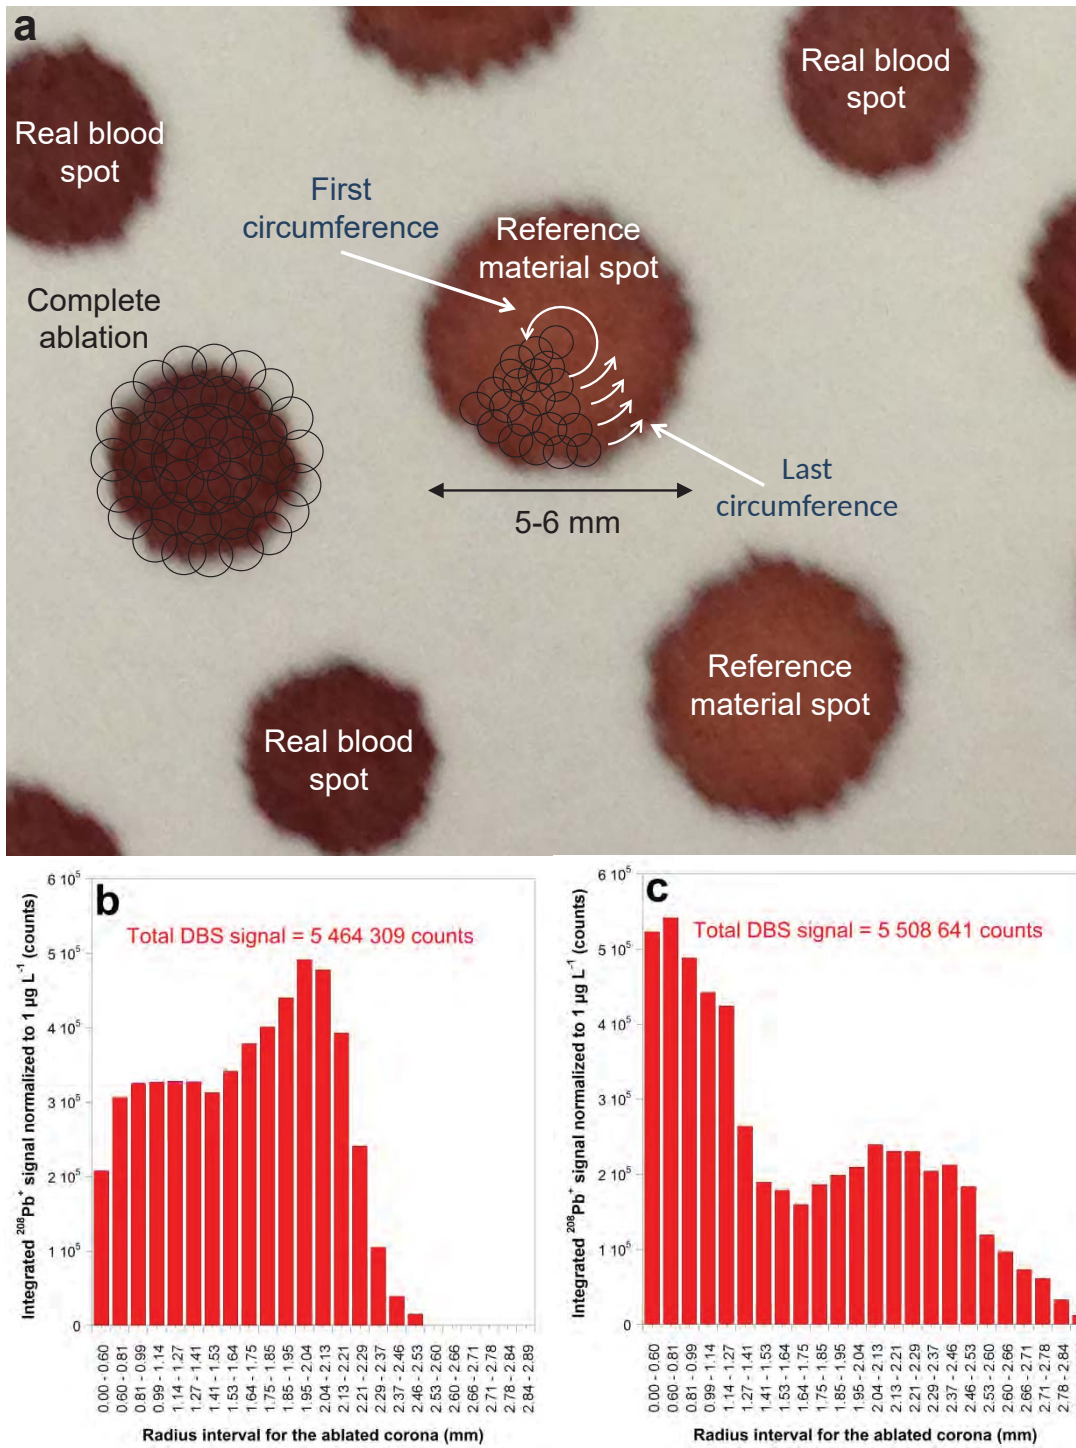 a
Real blood
spot
Real blood
spot
First
circumference
Reference
material spot
Complete
ablation
Last
circumference
5-6 mm
Reference
material spot
Real blood
spot
b
Total DBS signal = 5 464 309 counts
Integrated ²⁰⁸Pb⁺ signal normalized to 1 µg L⁻¹ (counts)
6 10⁵
5 10⁵
4 10⁵
3 10⁵
2 10⁵
1 10⁵
0
0.00 - 0.60
0.60 - 0.81
0.81 - 0.99
0.99 - 1.14
1.14 - 1.27
1.27 - 1.41
1.41 - 1.53
1.53 - 1.64
1.64 - 1.75
1.75 - 1.85
1.85 - 1.95
1.95 - 2.04
2.04 - 2.13
2.13 - 2.21
2.21 - 2.29
2.29 - 2.37
2.37 - 2.46
2.46 - 2.53
2.53 - 2.60
2.60 - 2.66
2.66 - 2.71
2.71 - 2.78
2.78 - 2.84
2.84 - 2.89
Radius interval for the ablated corona (mm)
c
Total DBS signal = 5 508 641 counts
Integrated ²⁰⁸Pb⁺ signal normalized to 1 µg L⁻¹ (counts)
6 10⁵
5 10⁵
4 10⁵
3 10⁵
2 10⁵
1 10⁵
0
0.00 - 0.60
0.60 - 0.81
0.81 - 0.99
0.99 - 1.14
1.14 - 1.27
1.27 - 1.41
1.41 - 1.53
1.53 - 1.64
1.64 - 1.75
1.75 - 1.85
1.85 - 1.95
1.95 - 2.04
2.04 - 2.13
2.13 - 2.21
2.21 - 2.29
2.29 - 2.37
2.37 - 2.46
2.46 - 2.53
2.53 - 2.60
2.60 - 2.66
2.66 - 2.71
2.71 - 2.78
2.78 - 2.84
Radius interval for the ablated corona (mm)